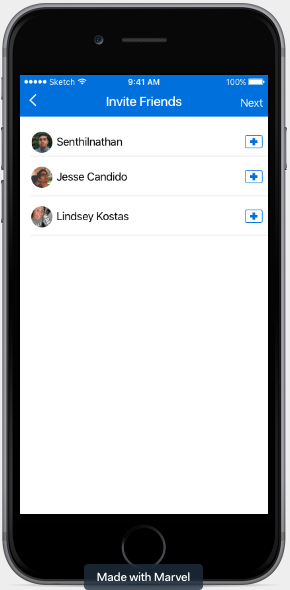 Sketch 9:41 AM 100%
Invite Friends Next
Senthilnathan
Jesse Candido
Lindsey Kostas
Made with Marvel